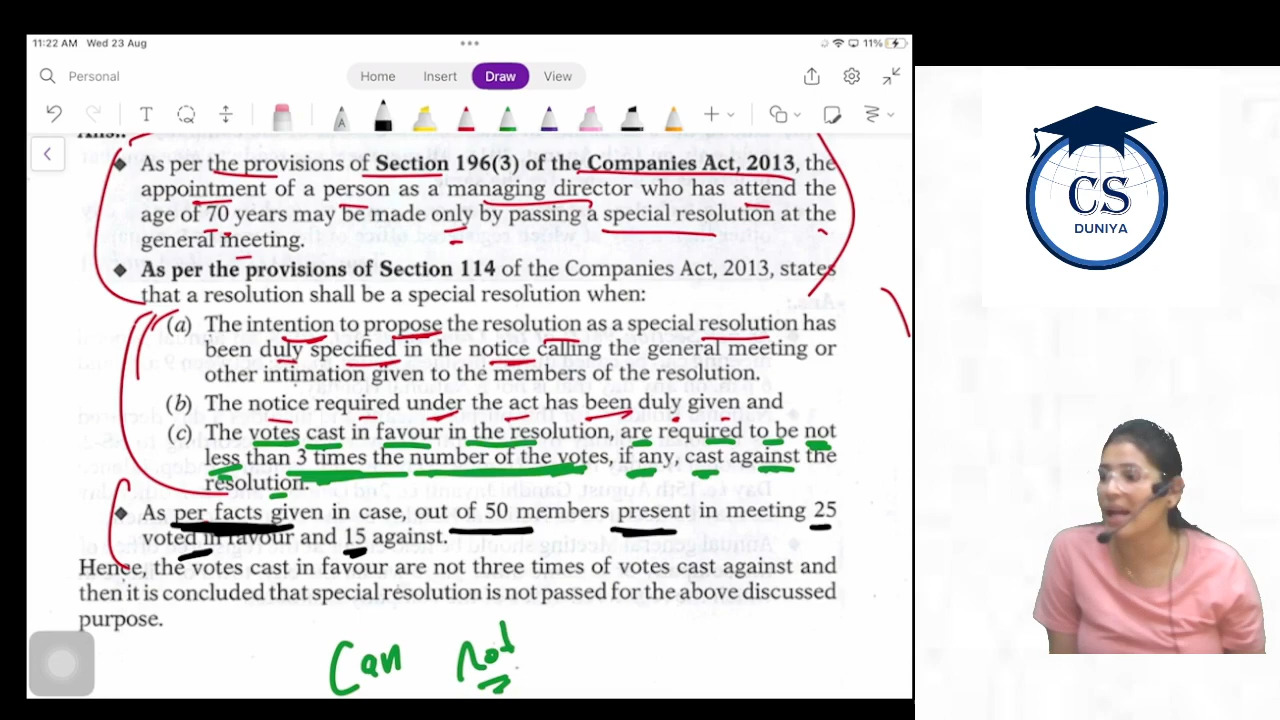 11:22 AM Wed 23 Aug
11%
Personal
Home Insert Draw View
Ans.:
As per the provisions of Section 196(3) of the Companies Act, 2013, the
appointment of a person as a managing director who has attend the
age of 70 years may be made only by passing a special resolution at the
general meeting.
As per the provisions of Section 114 of the Companies Act, 2013, states
that a resolution shall be a special resolution when:
(a) The intention to propose the resolution as a special resolution has
been duly specified in the notice calling the general meeting or
other intimation given to the members of the resolution.
(b) The notice required under the act has been duly given and
(c) The votes cast in favour in the resolution, are required to be not
less than 3 times the number of the votes, if any, cast against the
resolution.
As per facts given in case, out of 50 members present in meeting 25
voted in favour and 15 against.
Hence, the votes cast in favour are not three times of votes cast against and
then it is concluded that special resolution is not passed for the above discussed
purpose.
Can not
CS
DUNIYA